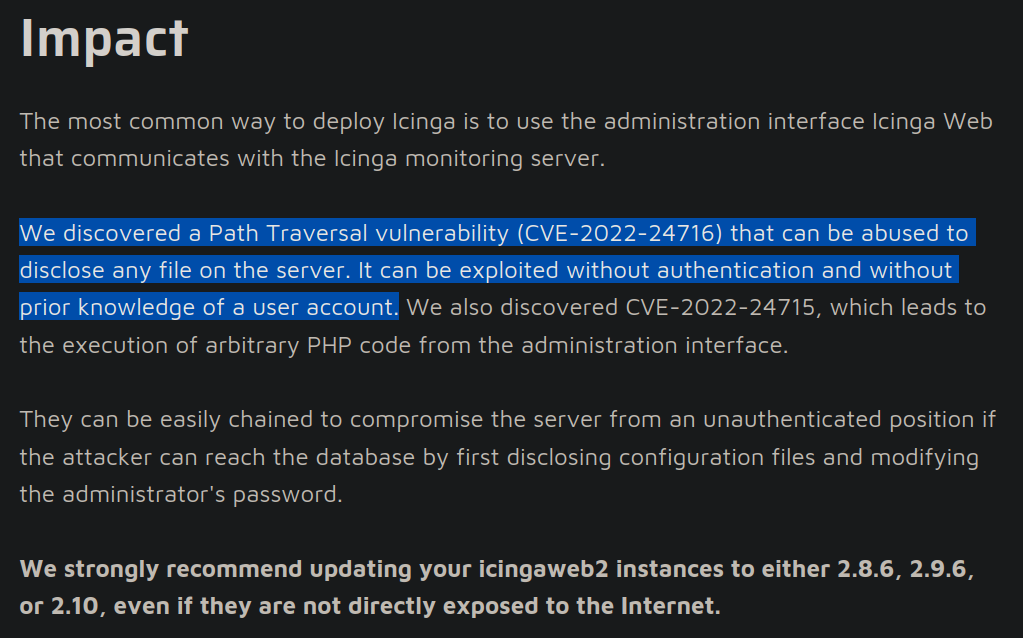 Impact
The most common way to deploy Icinga is to use the administration interface Icinga Web
that communicates with the Icinga monitoring server.
We discovered a Path Traversal vulnerability (CVE-2022-24716) that can be abused to
disclose any file on the server. It can be exploited without authentication and without
prior knowledge of a user account. We also discovered CVE-2022-24715, which leads to
the execution of arbitrary PHP code from the administration interface.
They can be easily chained to compromise the server from an unauthenticated position if
the attacker can reach the database by first disclosing configuration files and modifying
the administrator's password.
We strongly recommend updating your icingaweb2 instances to either 2.8.6, 2.9.6,
or 2.10, even if they are not directly exposed to the Internet.